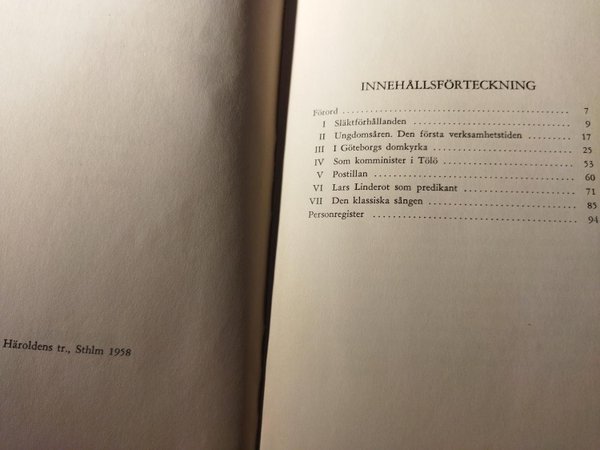 Häroldens tr., Sthlm 1958
INNEHÅLLSFÖRTECKNING
Förord 7
I Släktförhållanden 9
II Ungdomsåren. Den första verksamhetstiden 17
III I Göteborgs domkyrka 25
IV Som komminister i Tölö 53
V Postillan 60
VI Lars Linderot som predikant 71
VII Den klassiska sången 85
Personregister 94